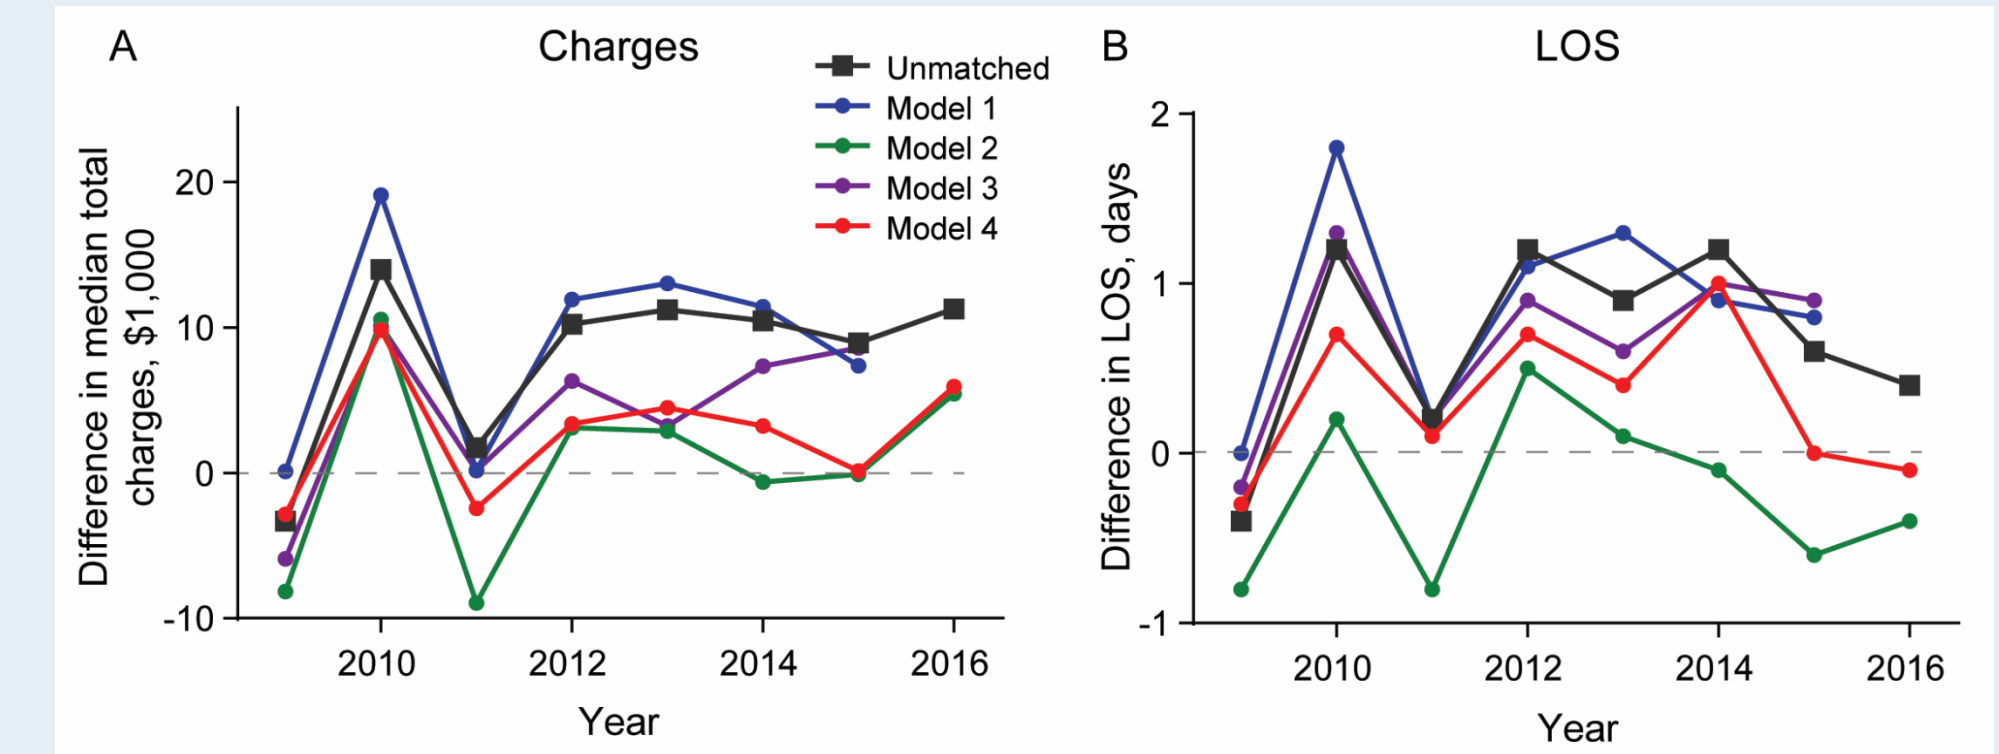 A
Charges
Unmatched
Model 1
Model 2
Model 3
Model 4
Difference in median total
charges, $1,000
20
10
0
-10
2010
2012
2014
2016
Year
B
LOS
Difference in LOS, days
2
1
0
-1
2010
2012
2014
2016
Year